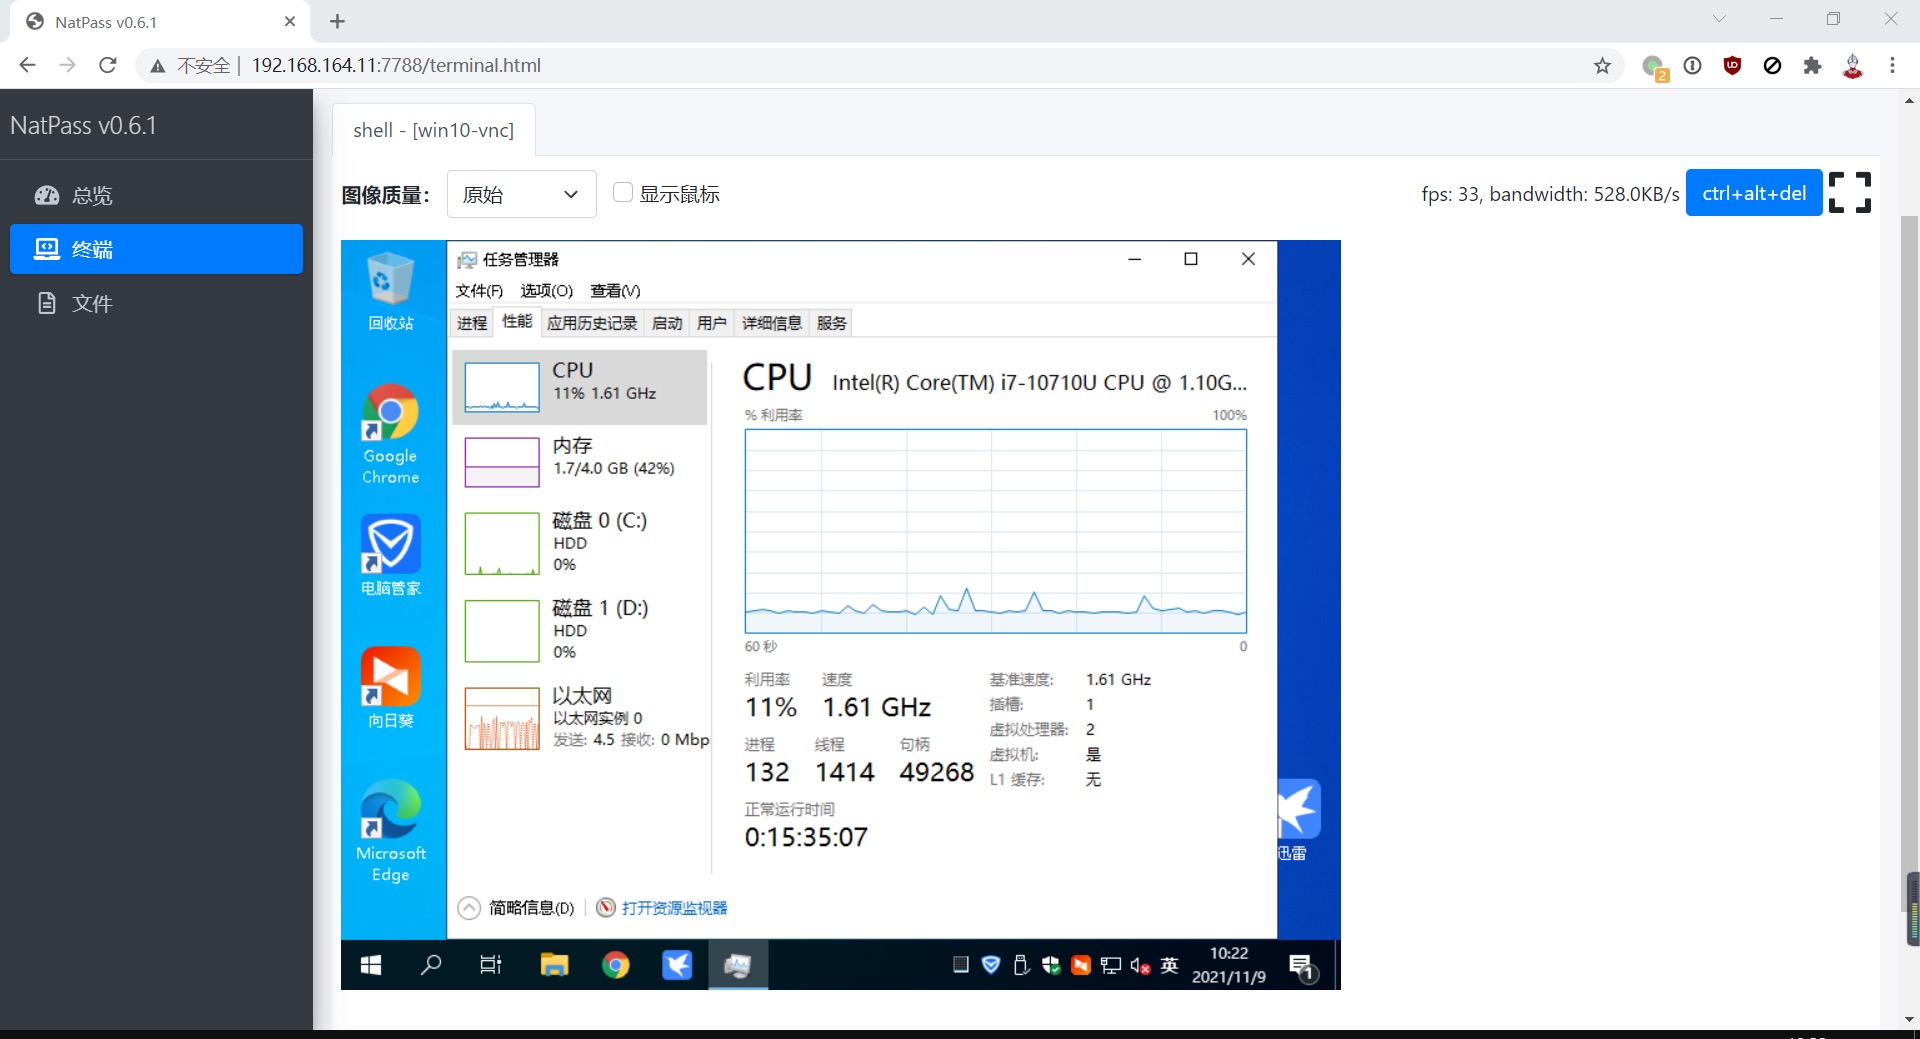 NatPass v0.6.1
不安全 | 192.168.164.11:7788/terminal.html
2
NatPass v0.6.1
总览
终端
文件
shell - [win10-vnc]
图像质量:
原始
显示鼠标
fps: 33, bandwidth: 528.0KB/s
ctrl+alt+del
回收站
Google
Chrome
电脑管家
向日葵
Microsoft
Edge
任务管理器
文件(F) 选项(O) 查看(V)
进程 性能 应用历史记录 启动 用户 详细信息 服务
CPU
11% 1.61 GHz
内存
1.7/4.0 GB (42%)
磁盘 0 (C:)
HDD
0%
磁盘 1 (D:)
HDD
0%
以太网
以太网实例 0
发送: 4.5 接收: 0 Mbp
CPU Intel(R) Core(TM) i7-10710U CPU @ 1.10G...
% 利用率 100%
60 秒 0
利用率 速度
11% 1.61 GHz
进程 线程 句柄
132 1414 49268
正常运行时间
0:15:35:07
基准速度: 1.61 GHz
插槽: 1
虚拟处理器: 2
虚拟机: 是
L1 缓存: 无
简略信息(D) 打开资源监视器
迅雷
英
10:22
2021/11/9
1